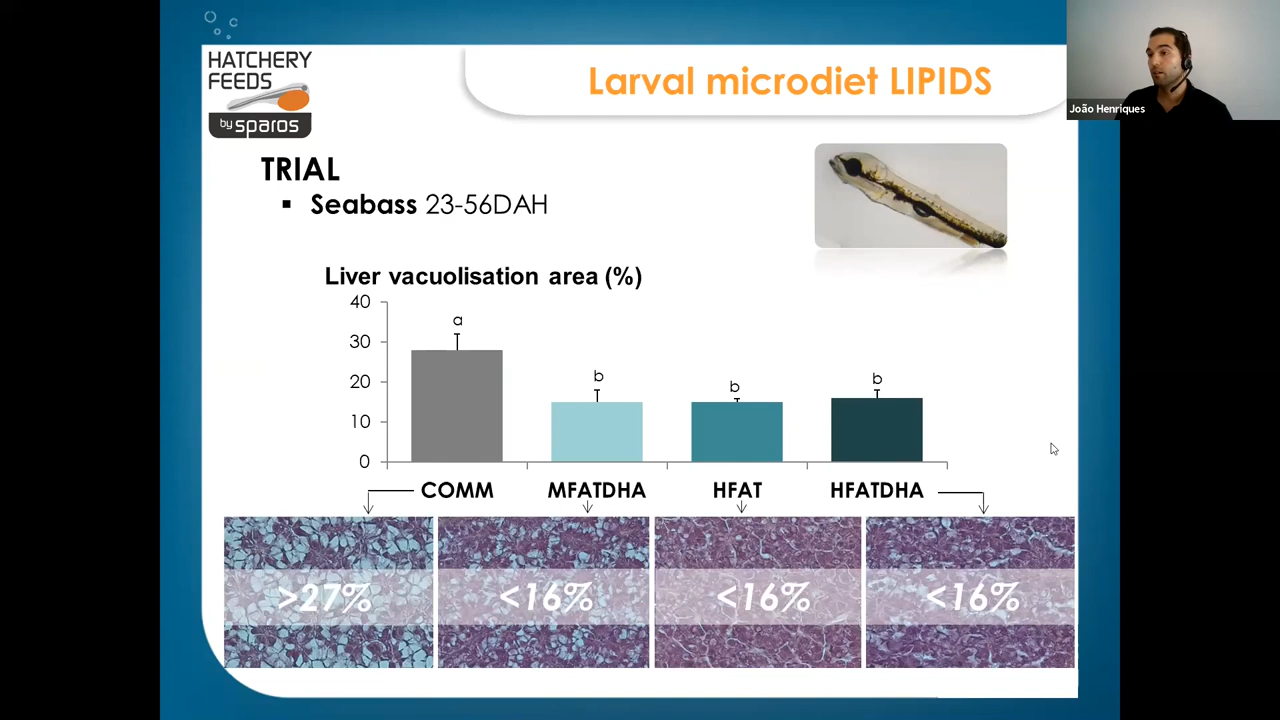 HATCHERY
FEEDS
by sparos
Larval microdiet LIPIDS
João Henriques
TRIAL
▪ Seabass 23-56DAH
Liver vacuolisation area (%)
40
30
20
10
0
a
b
b
b
COMM
MFATDHA
HFAT
HFATDHA
>27%
<16%
<16%
<16%